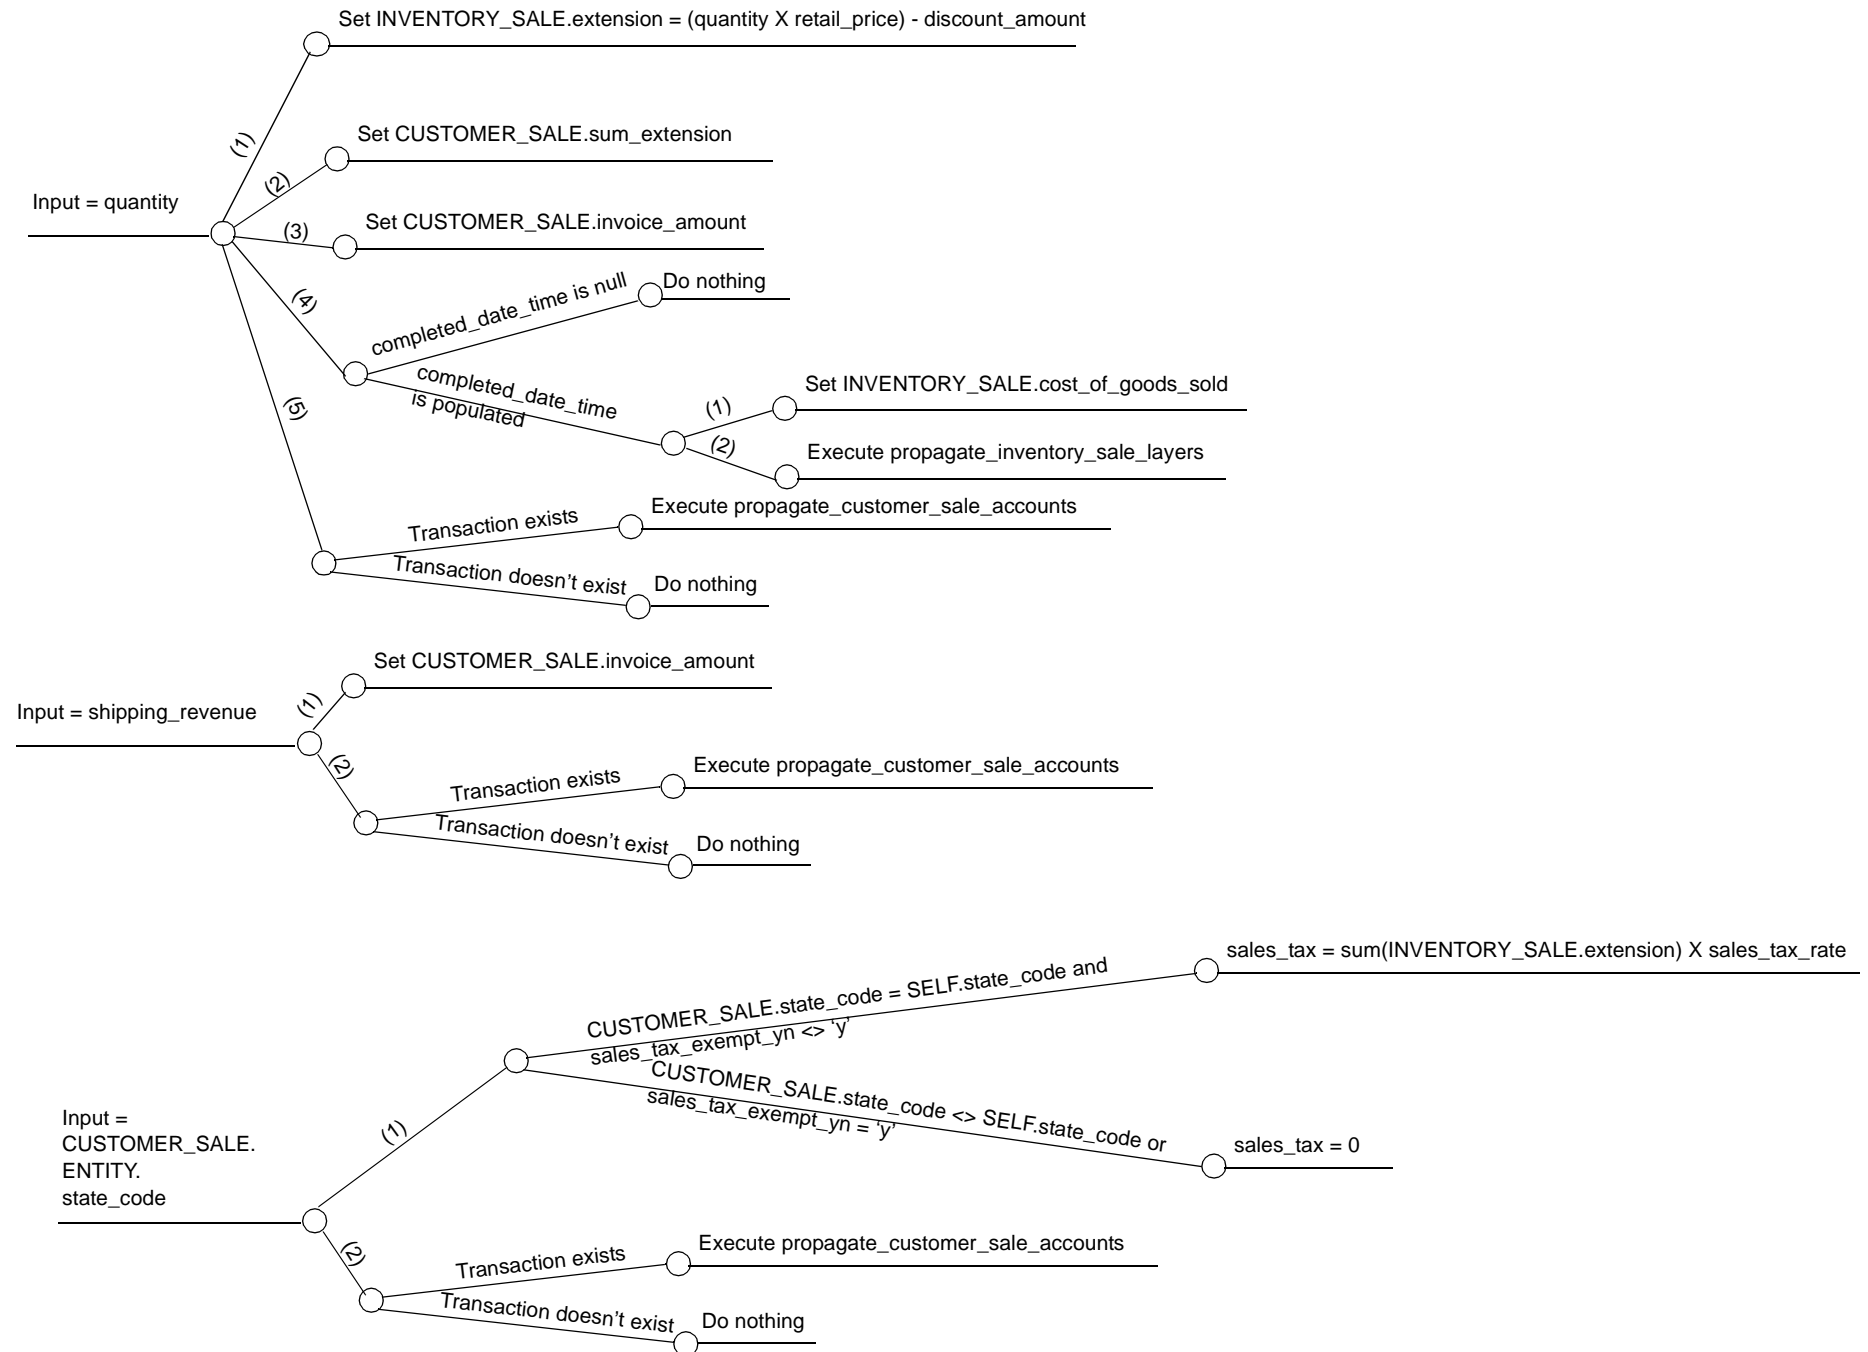 Set INVENTORY_SALE.extension = (quantity X retail_price) - discount_amount
(1)
Set CUSTOMER_SALE.sum_extension
(2)
Input = quantity
Set CUSTOMER_SALE.invoice_amount
(3)
(4)
completed_date_time is null
Do nothing
completed_date_time
is populated
(1)
Set INVENTORY_SALE.cost_of_goods_sold
(2)
Execute propagate_inventory_sale_layers
(5)
Transaction exists
Execute propagate_customer_sale_accounts
Transaction doesn’t exist
Do nothing
Set CUSTOMER_SALE.invoice_amount
(1)
Input = shipping_revenue
(2)
Transaction exists
Execute propagate_customer_sale_accounts
Transaction doesn’t exist
Do nothing
sales_tax = sum(INVENTORY_SALE.extension) X sales_tax_rate
CUSTOMER_SALE.state_code = SELF.state_code and
sales_tax_exempt_yn <> ‘y’
CUSTOMER_SALE.state_code <> SELF.state_code or
sales_tax_exempt_yn = ‘y’
sales_tax = 0
Input =
CUSTOMER_SALE.
ENTITY.
state_code
(1)
(2)
Transaction exists
Execute propagate_customer_sale_accounts
Transaction doesn’t exist
Do nothing